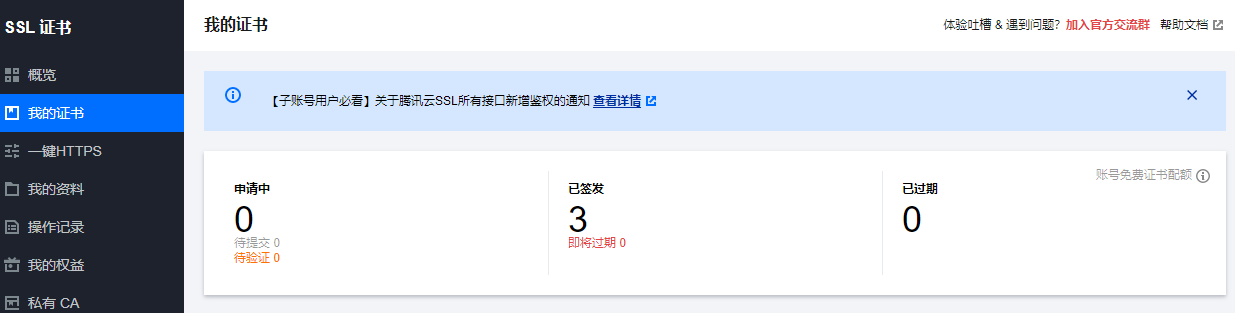 SSL 证书
概览
我的证书
一键HTTPS
我的资料
操作记录
我的权益
私有 CA
我的证书
体验吐槽 & 遇到问题？加入官方交流群 帮助文档
【子账号用户必看】关于腾讯云SSL所有接口新增鉴权的通知 查看详情
账号免费证书配额
申请中
0
待提交 0
待验证 0
已签发
3
即将过期 0
已过期
0